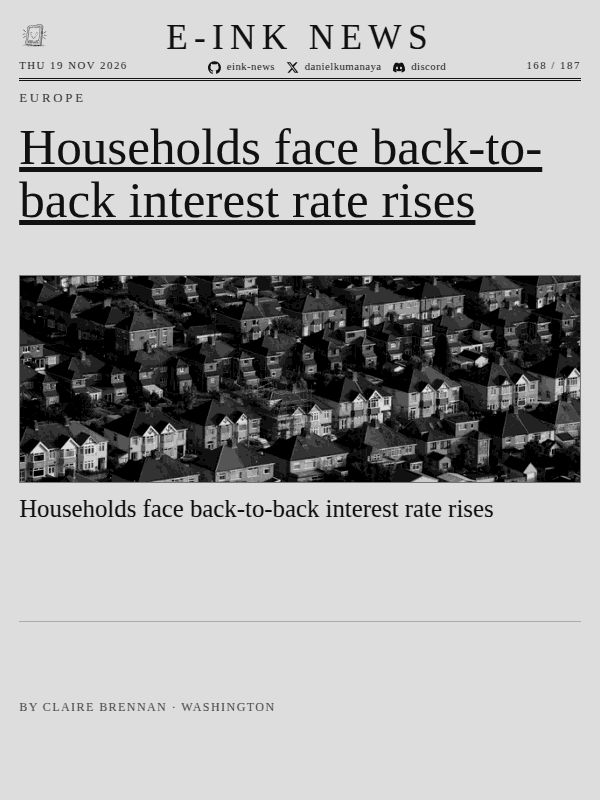 E-INK NEWS
THU 19 NOV 2026
eink-news danielkumanaya discord
168 / 187
EUROPE
Households face back-to-
back interest rate rises
Households face back-to-back interest rate rises
BY CLAIRE BRENNAN · WASHINGTON